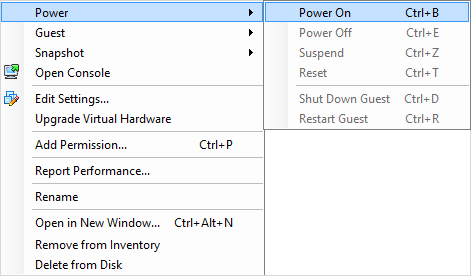 Power
Guest
Snapshot
Open Console
Edit Settings...
Upgrade Virtual Hardware
Add Permission... Ctrl+P
Report Performance...
Rename
Open in New Window... Ctrl+Alt+N
Remove from Inventory
Delete from Disk
Power On Ctrl+B
Power Off Ctrl+E
Suspend Ctrl+Z
Reset Ctrl+T
Shut Down Guest Ctrl+D
Restart Guest Ctrl+R